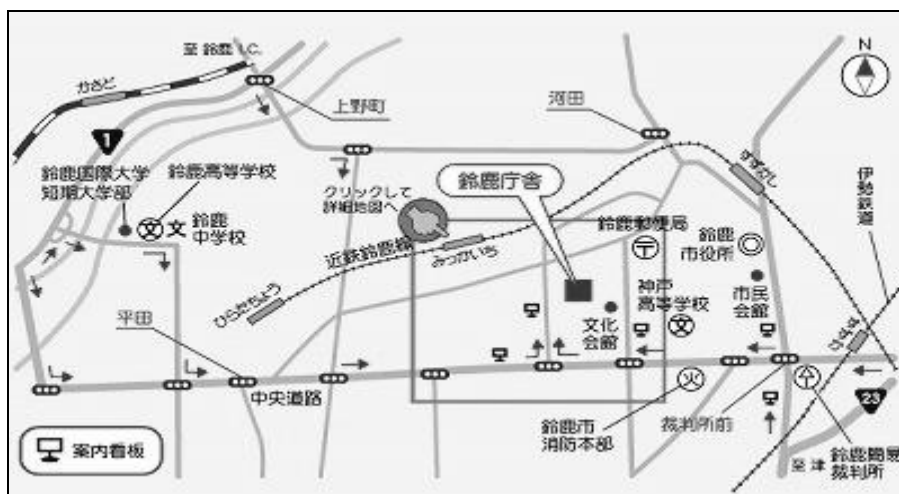 至 鈴鹿 I.C.
N
かさど
上野町
河田
1
鈴鹿国際大学
短期大学部
鈴鹿高等学校
文
文
鈴鹿
中学校
クリックして
詳細地図へ
鈴鹿庁舎
すずかし
伊勢鉄道
近鉄鈴鹿線
みっかいち
鈴鹿郵便局
〒
鈴鹿
市役所
ひらたちょう
神戸
高等学校
文
市民
会館
平田
文化
会館
すずか
中央道路
火
23
鈴鹿市
消防本部
裁判所前
至 津
鈴鹿簡易
裁判所
案内看板